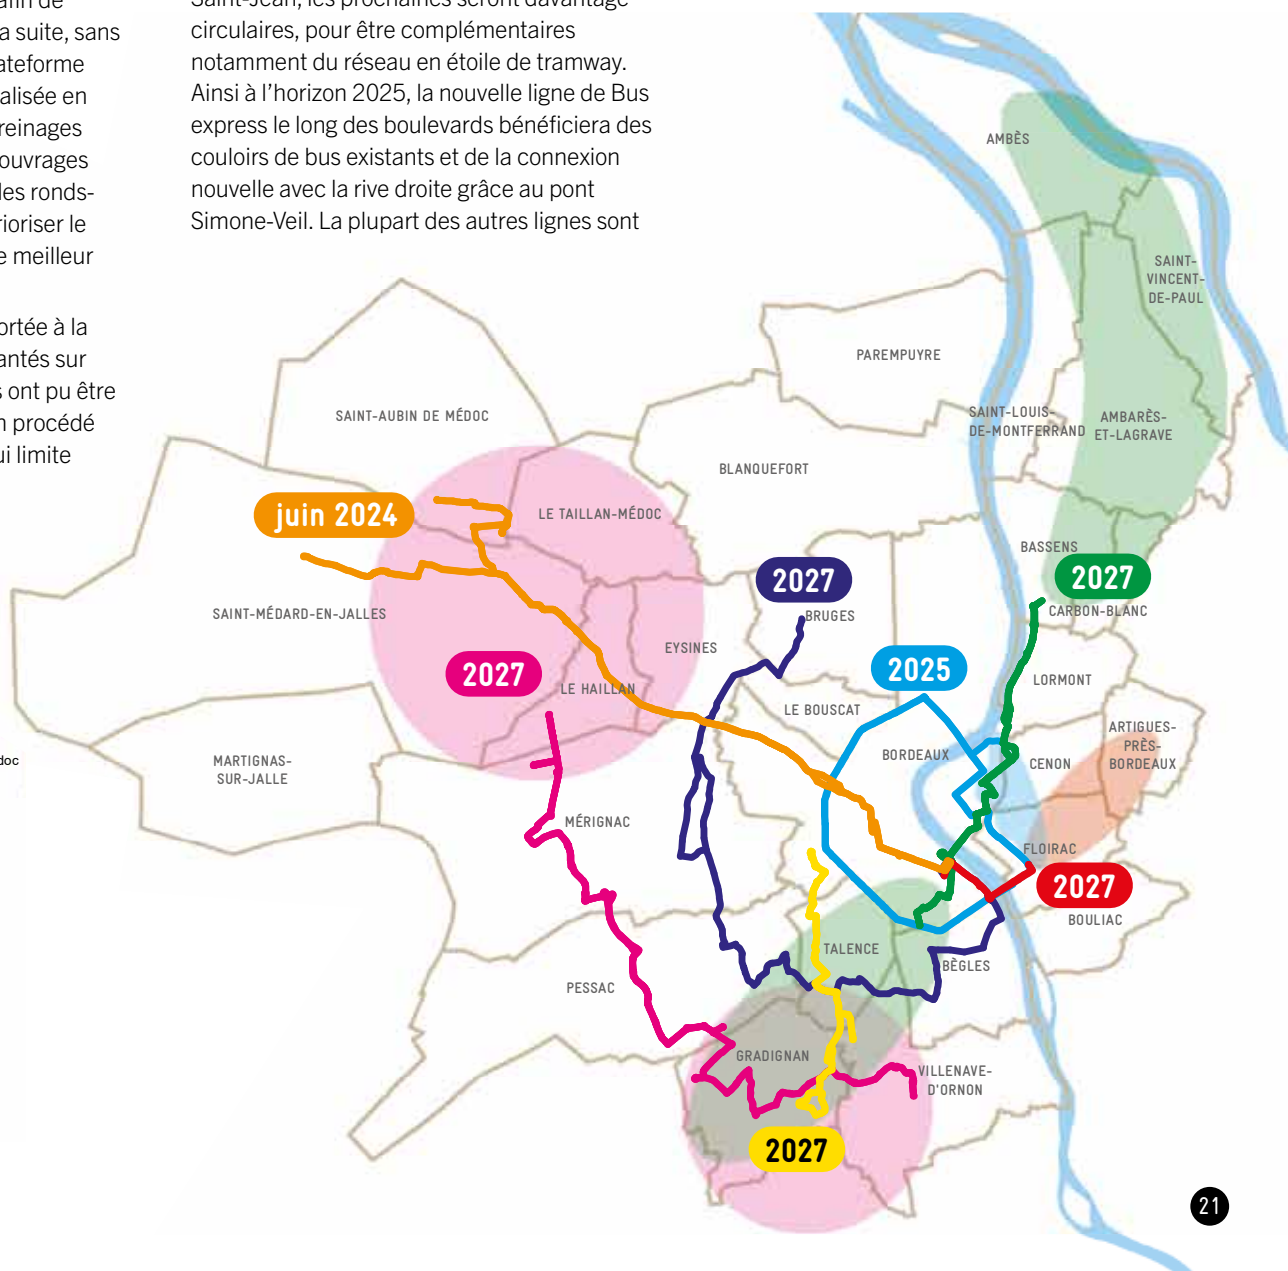 afin de
a suite, sans
ateforme
alisée en
reinages
ouvrages
les ronds-
rioriser le
e meilleur
ortée à la
antés sur
s ont pu être
n procédé
ui limite
doc
Saint-Jean, les prochaines seront davantage
circulaires, pour être complémentaires
notamment du réseau en étoile de tramway.
Ainsi à l’horizon 2025, la nouvelle ligne de Bus
express le long des boulevards bénéficiera des
couloirs de bus existants et de la connexion
nouvelle avec la rive droite grâce au pont
Simone-Veil. La plupart des autres lignes sont
AMBÈS
SAINT-
VINCENT-
DE-PAUL
PAREMPUYRE
SAINT-AUBIN DE MÉDOC
SAINT-LOUIS-
DE-MONTFERRAND
AMBARÈS-
ET-LAGRAVE
BLANQUEFORT
juin 2024
LE TAILLAN-MÉDOC
BASSENS
2027
2027
SAINT-MÉDARD-EN-JALLES
BRUGES
CARBON-BLANC
EYSINES
2027
LE HAILLAN
2025
LORMONT
LE BOUSCAT
ARTIGUES-
PRÈS-
BORDEAUX
MARTIGNAS-
SUR-JALLE
BORDEAUX
CENON
MÉRIGNAC
FLOIRAC
2027
BOULIAC
TALENCE
BÈGLES
PESSAC
GRADIGNAN
VILLENAVE-
D’ORNON
2027
21